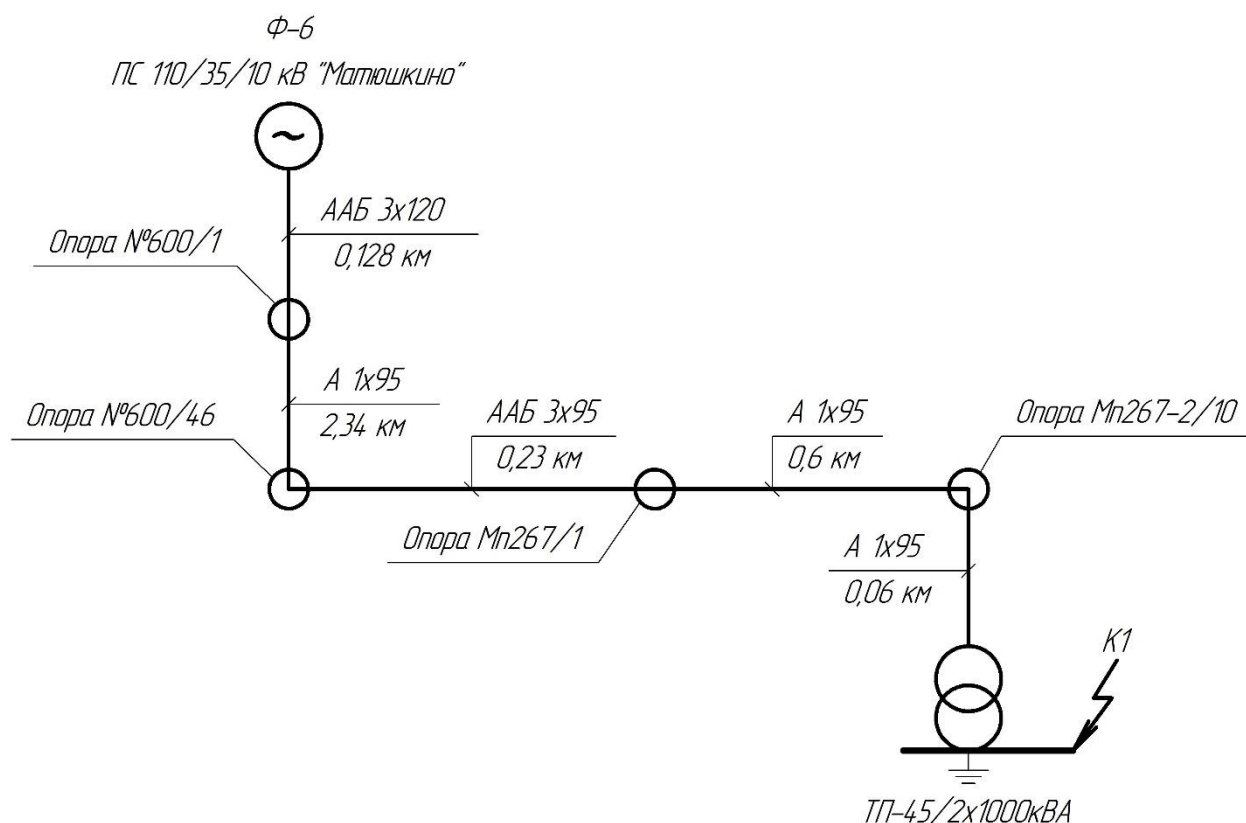 Ф-6
ПС 110/35/10 кВ "Матюшкино"
ААБ 3х120
0,128 км
Опора №600/1
А 1х95
2,34 км
Опора №600/46
ААБ 3х95
0,23 км
А 1х95
0,6 км
Опора Мп267-2/10
Опора Мп267/1
А 1х95
0,06 км
К1
ТП-45/2х1000кВА